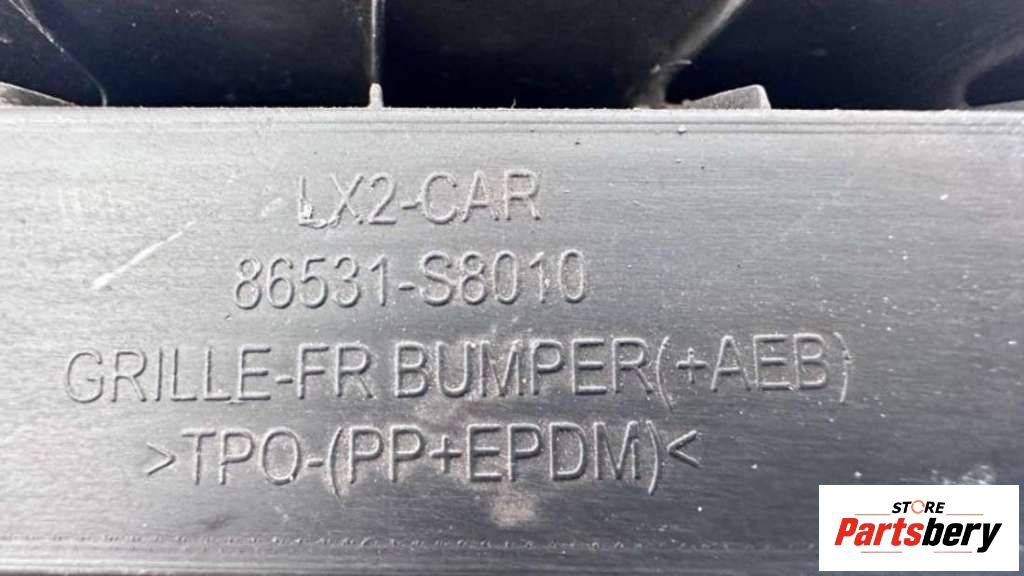 LX2-CAR
86531-S8010
GRILLE-FR BUMPER(+AEB)
>TPO-(PP+EPDM)<
STORE
Partsbery